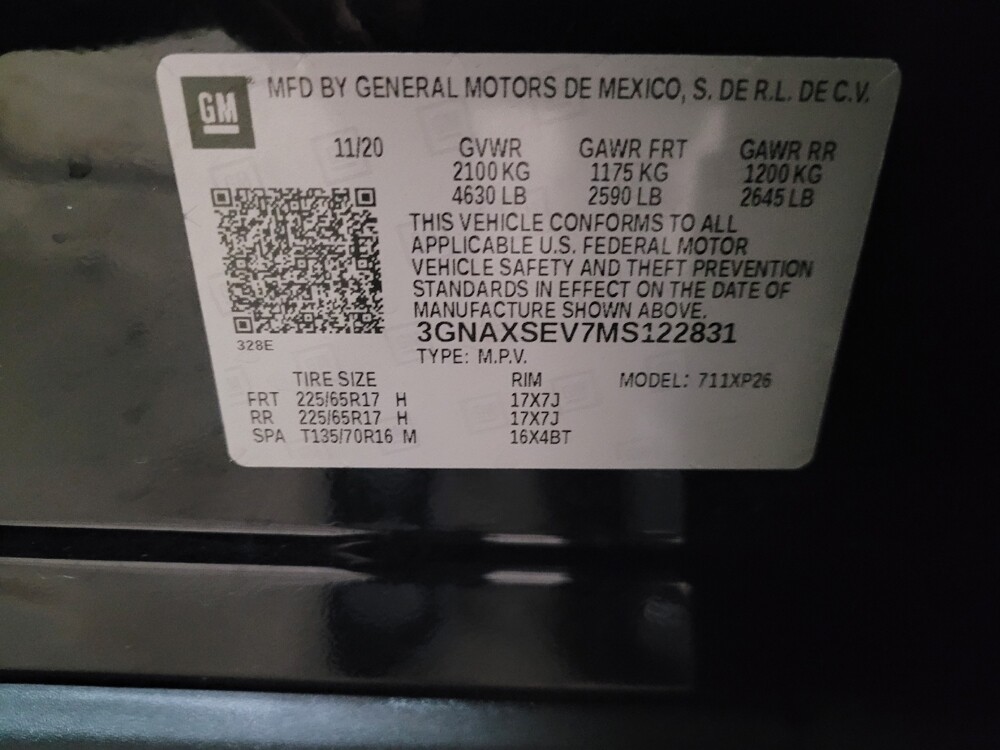 GM MFD BY GENERAL MOTORS DE MEXICO, S. DE R.L. DE C.V.
11/20 GVWR GAWR FRT GAWR RR
2100 KG 1175 KG 1200 KG
4630 LB 2590 LB 2645 LB
THIS VEHICLE CONFORMS TO ALL
APPLICABLE U.S. FEDERAL MOTOR
VEHICLE SAFETY AND THEFT PREVENTION
STANDARDS IN EFFECT ON THE DATE OF
MANUFACTURE SHOWN ABOVE.
3GNAXSEV7MS122831
328E
TYPE: M.P.V.
TIRE SIZE RIM MODEL: 711XP26
FRT 225/65R17 H 17X7J
RR 225/65R17 H 17X7J
SPA T135/70R16 M 16X4BT